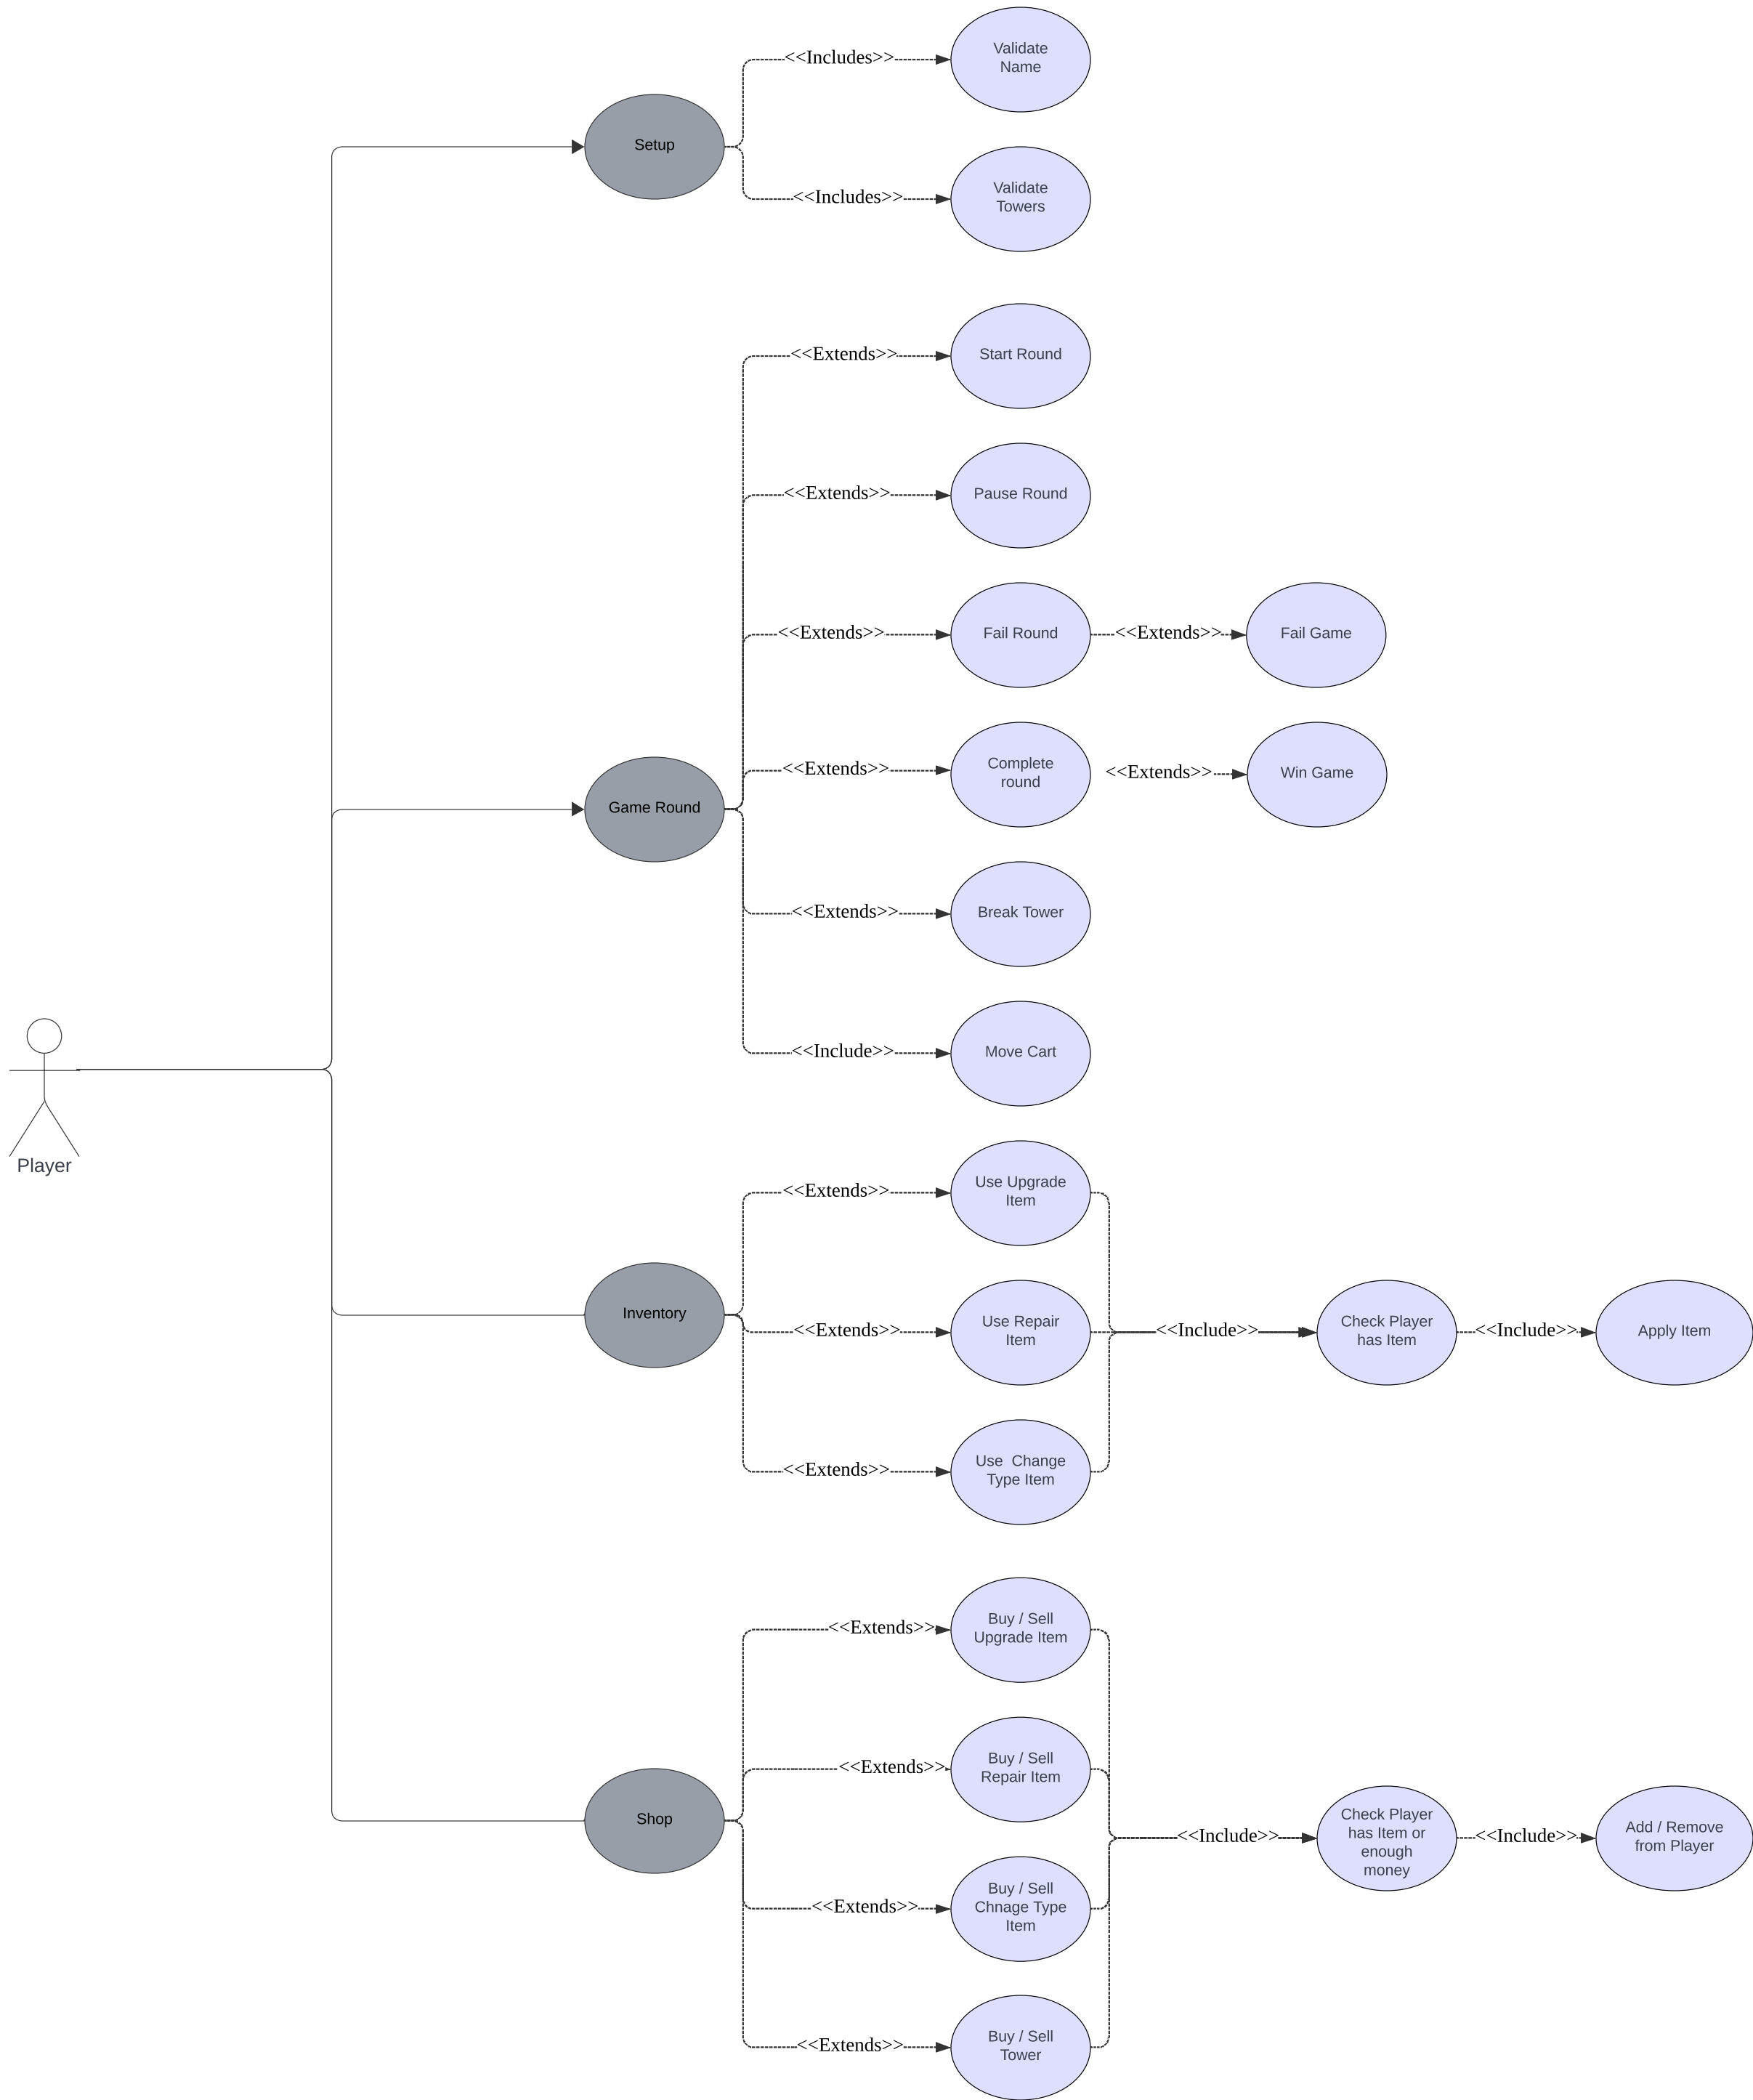 <<Includes>>
Validate
Name
Setup
<<Includes>>
Validate
Towers
<<Extends>>
Start Round
<<Extends>>
Pause Round
<<Extends>>
Fail Round
<<Extends>>
Fail Game
<<Extends>>
Complete
round
<<Extends>>
Win Game
Game Round
<<Extends>>
Break Tower
<<Include>>
Move Cart
Player
<<Extends>>
Use Upgrade
Item
Inventory
<<Extends>>
Use Repair
Item
<<Include>>
Check Player
has Item
<<Include>>
Apply Item
<<Extends>>
Use  Change
Type Item
<<Extends>>
Buy / Sell
Upgrade Item
<<Extends>>
Buy / Sell
Repair Item
Shop
<<Include>>
Check Player
has Item or
enough
money
<<Include>>
Add / Remove
from Player
<<Extends>>
Buy / Sell
Chnage Type
Item
<<Extends>>
Buy / Sell
Tower